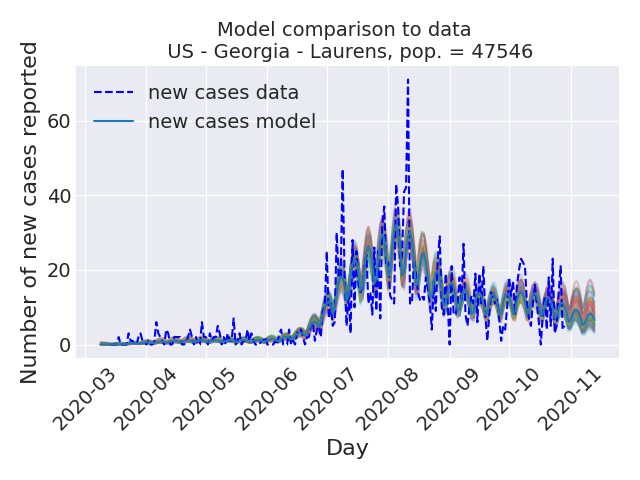 Model comparison to data
US - Georgia - Laurens, pop. = 47546
Number of new cases reported
new cases data
new cases model
60
40
20
0
2020-03
2020-04
2020-05
2020-06
2020-07
2020-08
2020-09
2020-10
2020-11
Day